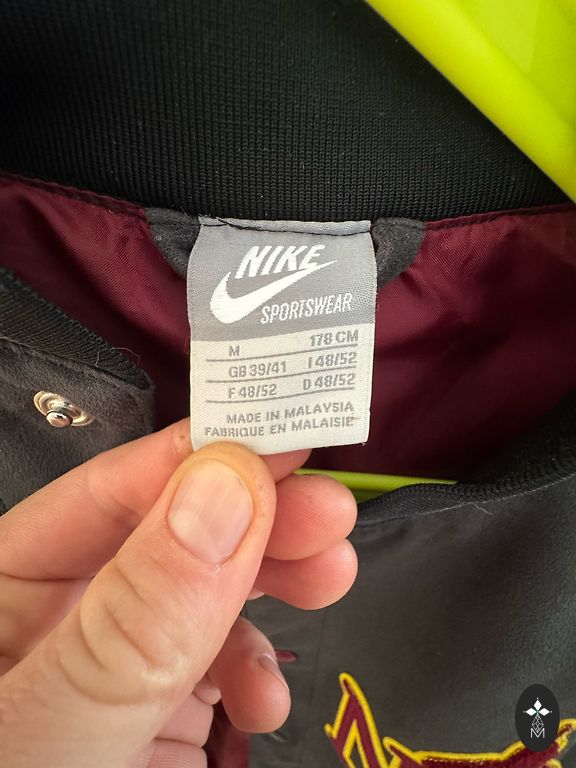 NIKE
SPORTSWEAR
M 178 CM
GB 39/41 I 48/52
F 48/52 D 48/52
MADE IN MALAYSIA
FABRIQUE EN MALAISIE
M